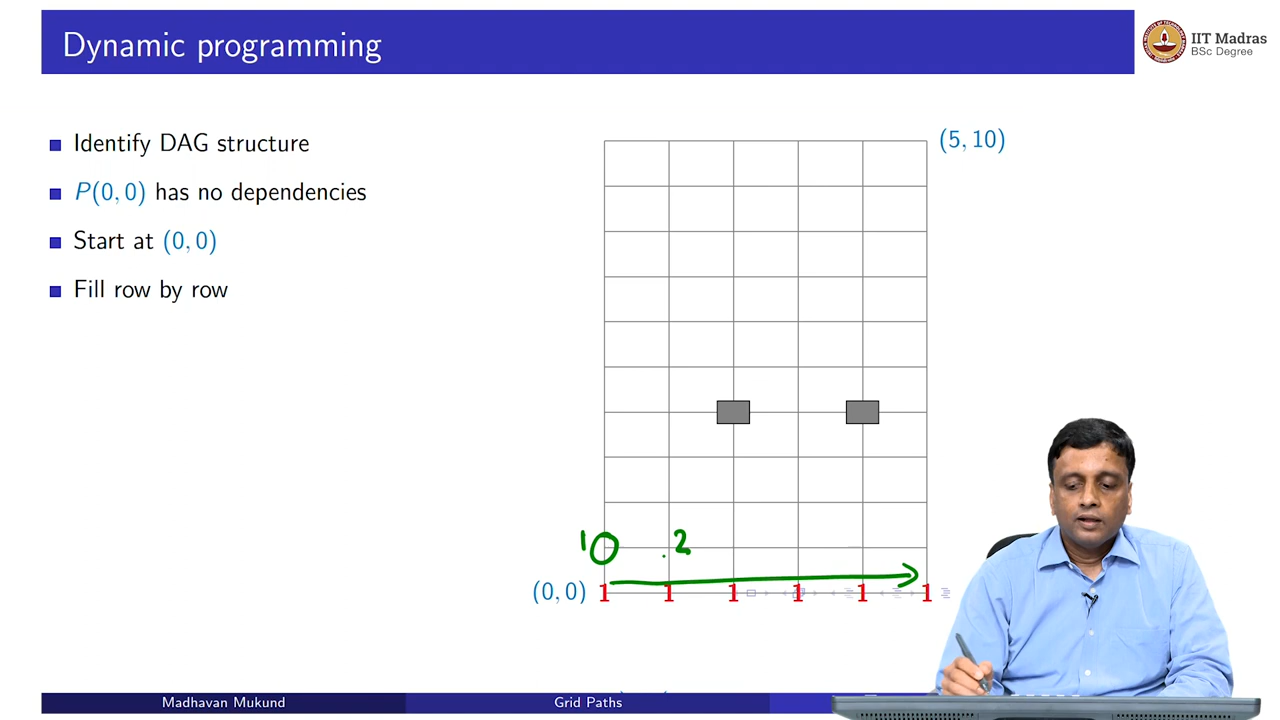 Dynamic programming
IIT Madras
BSc Degree
Identify DAG structure
P(0, 0) has no dependencies
Start at (0, 0)
Fill row by row
(5, 10)
1 2
(0, 0) 1 1 1 1 1 1
Madhavan Mukund
Grid Paths